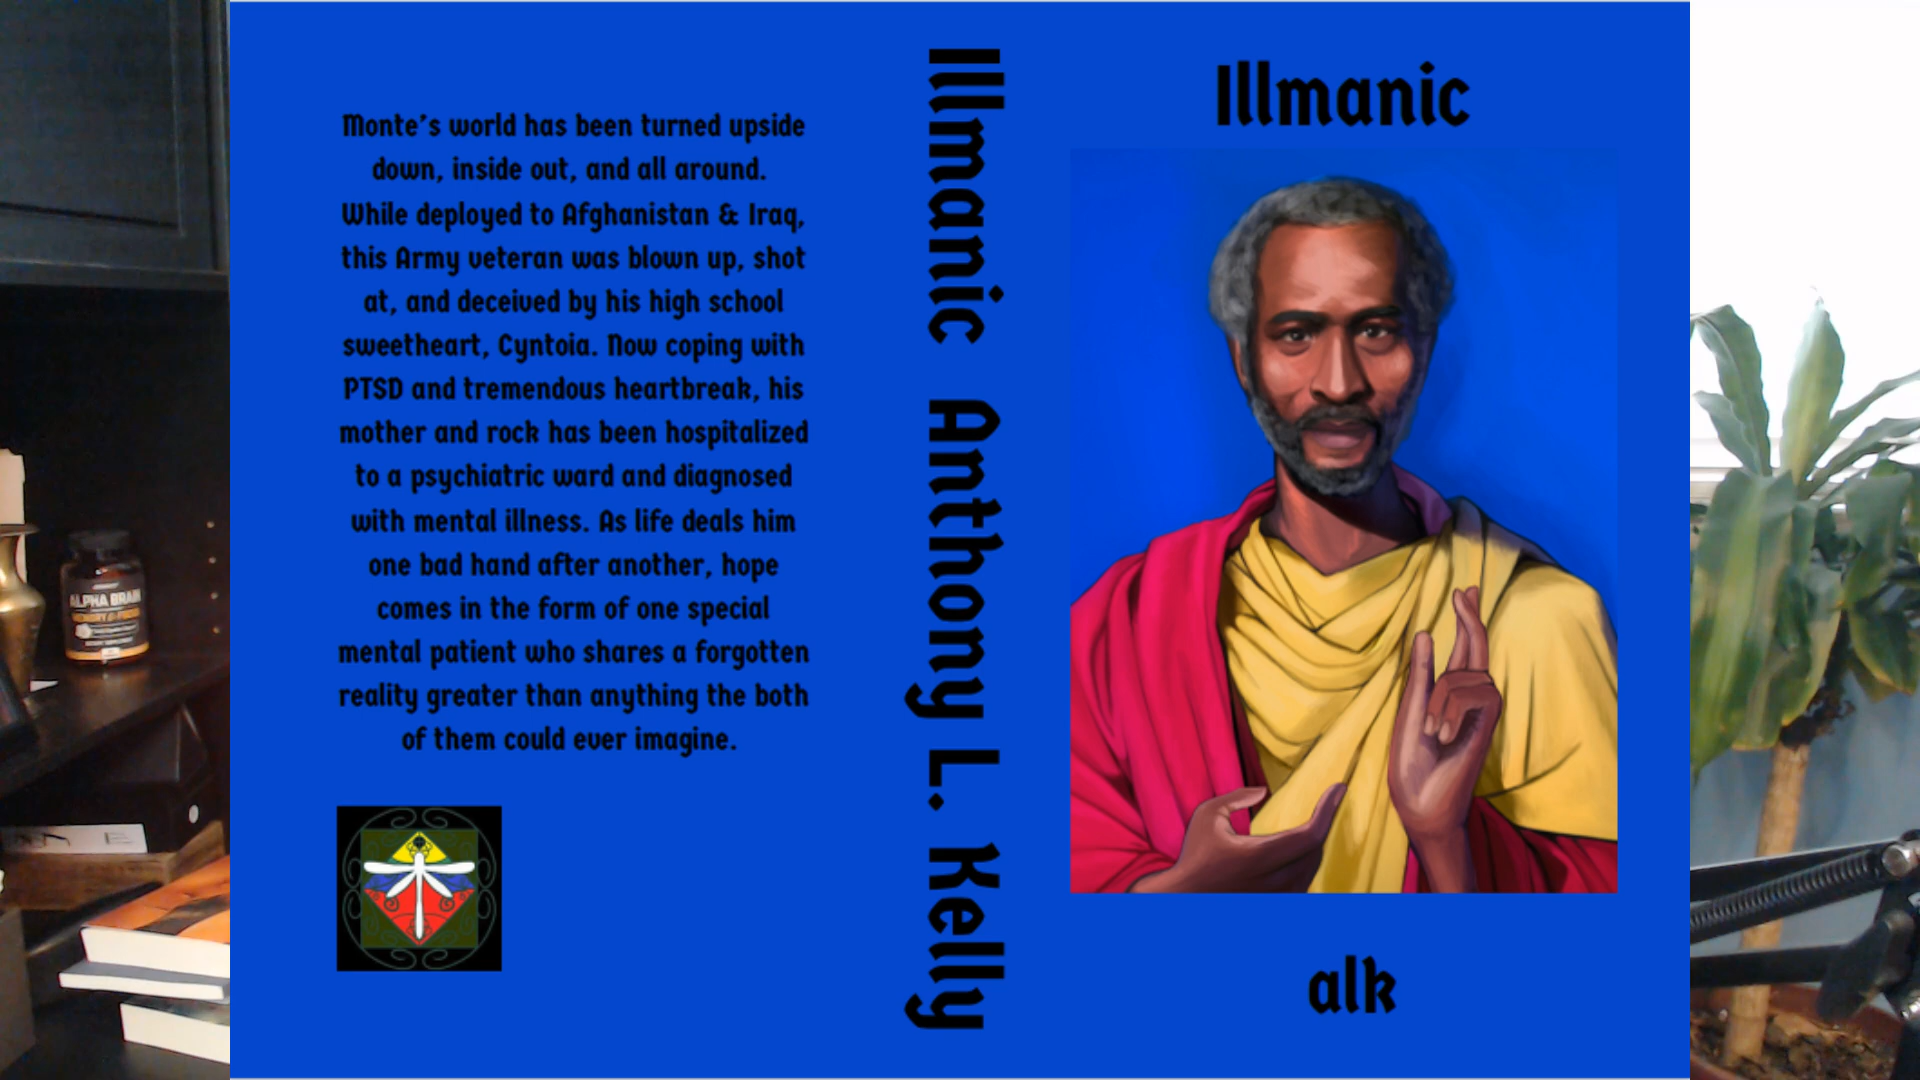 Monte's world has been turned upside
down, inside out, and all around.
While deployed to Afghanistan & Iraq,
this Army veteran was blown up, shot
at, and deceived by his high school
sweetheart, Cyntoia. Now coping with
PTSD and tremendous heartbreak, his
mother and rock has been hospitalized
to a psychiatric ward and diagnosed
with mental illness. As life deals him
one bad hand after another, hope
comes in the form of one special
mental patient who shares a forgotten
reality greater than anything the both
of them could ever imagine.
Illmanic Anthony L. Kelly
Illmanic
alk
ALPHA BRAIN